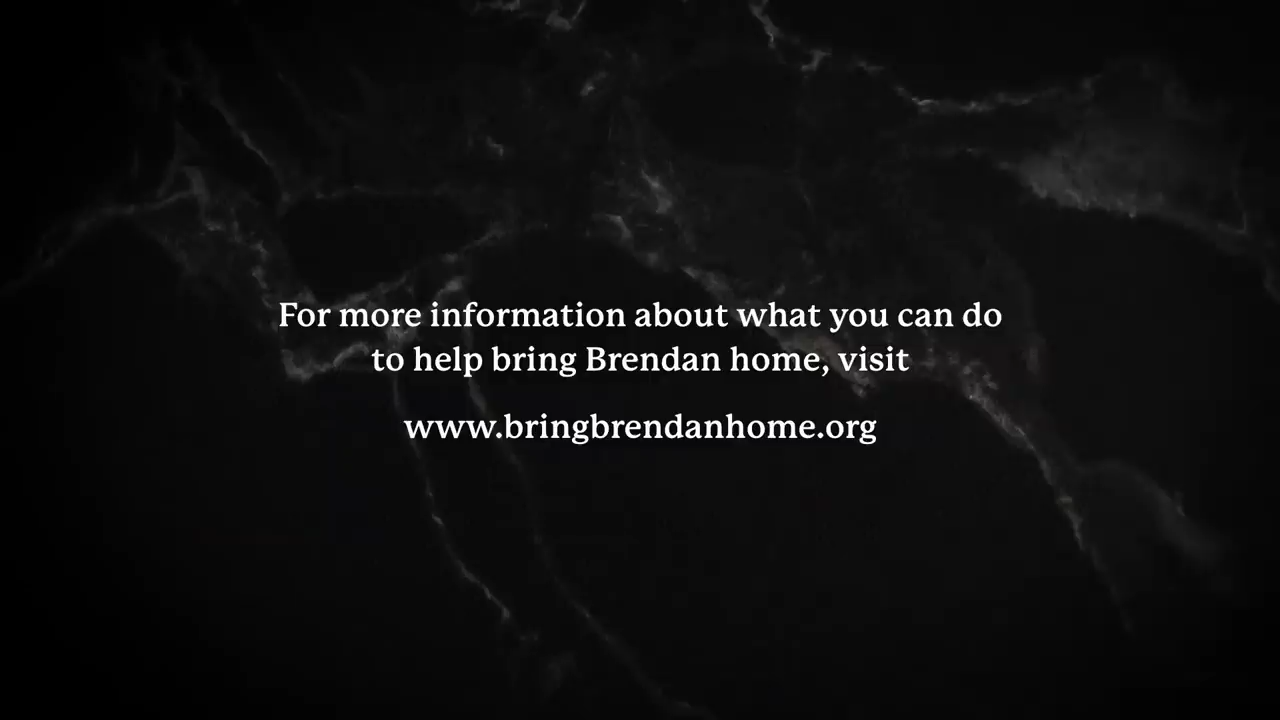 For more information about what you can do
to help bring Brendan home, visit
www.bringbrendanhome.org